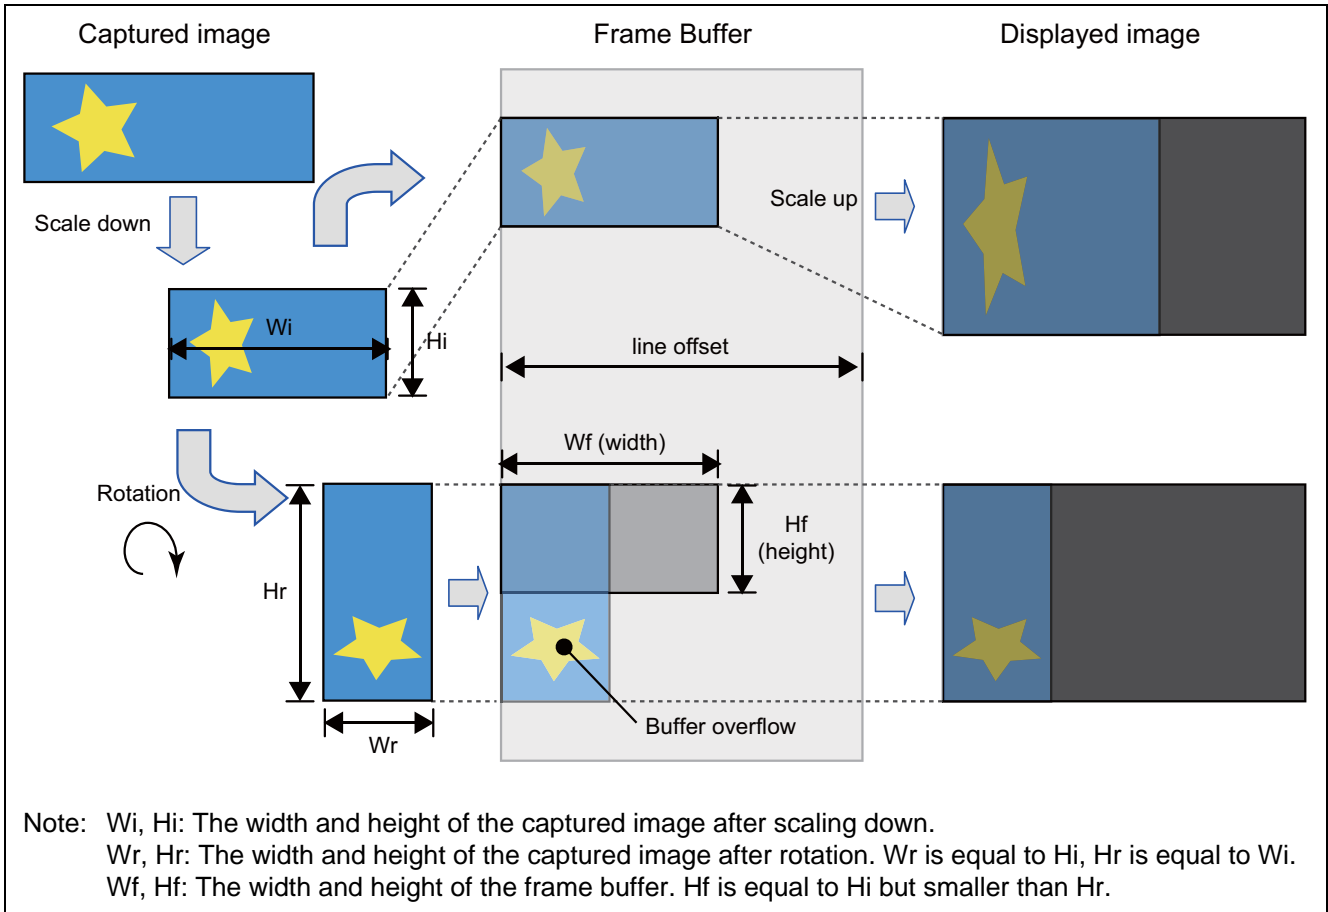 Captured image
Frame Buffer
Displayed image
Scale down
Scale up
Wi
Hi
line offset
Wf (width)
Rotation
Hf
(height)
Hr
Buffer overflow
Wr
Note: Wi, Hi: The width and height of the captured image after scaling down.
Wr, Hr: The width and height of the captured image after rotation. Wr is equal to Hi, Hr is equal to Wi.
Wf, Hf: The width and height of the frame buffer. Hf is equal to Hi but smaller than Hr.